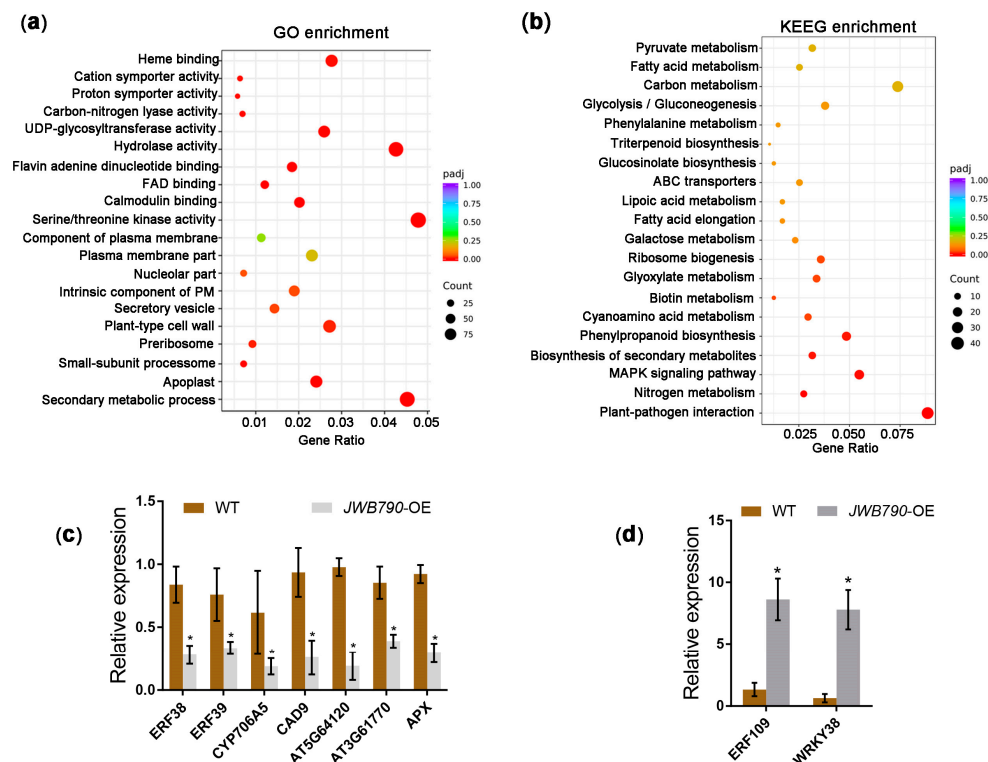 (a)
GO enrichment
Heme binding
Cation symporter activity
Proton symporter activity
Carbon-nitrogen lyase activity
UDP-glycosyltransferase activity
Hydrolase activity
Flavin adenine dinucleotide binding
FAD binding
Calmodulin binding
Serine/threonine kinase activity
Component of plasma membrane
Plasma membrane part
Nucleolar part
Intrinsic component of PM
Secretory vesicle
Plant-type cell wall
Preribosome
Small-subunit processome
Apoplast
Secondary metabolic process
0.01 0.02 0.03 0.04 0.05
Gene Ratio
padj
1.00
0.75
0.50
0.25
0.00
Count
25
50
75
(b)
KEEG enrichment
Pyruvate metabolism
Fatty acid metabolism
Carbon metabolism
Glycolysis / Gluconeogenesis
Phenylalanine metabolism
Triterpenoid biosynthesis
Glucosinolate biosynthesis
ABC transporters
Lipoic acid metabolism
Fatty acid elongation
Galactose metabolism
Ribosome biogenesis
Glyoxylate metabolism
Biotin metabolism
Cyanoamino acid metabolism
Phenylpropanoid biosynthesis
Biosynthesis of secondary metabolites
MAPK signaling pathway
Nitrogen metabolism
Plant-pathogen interaction
0.025 0.050 0.075
Gene Ratio
padj
1.00
0.75
0.50
0.25
0.00
Count
10
20
30
40
(c)
WT JWB790-OE
Relative expression
1.5
1.0
0.5
0.0
* * * * * * *
ERF38 ERF39 CYP706A5 CAD9 AT5G64120 AT3G61770 APX
(d)
WT JWB790-OE
Relative expression
15
10
5
0
* *
ERF109 WRKY38